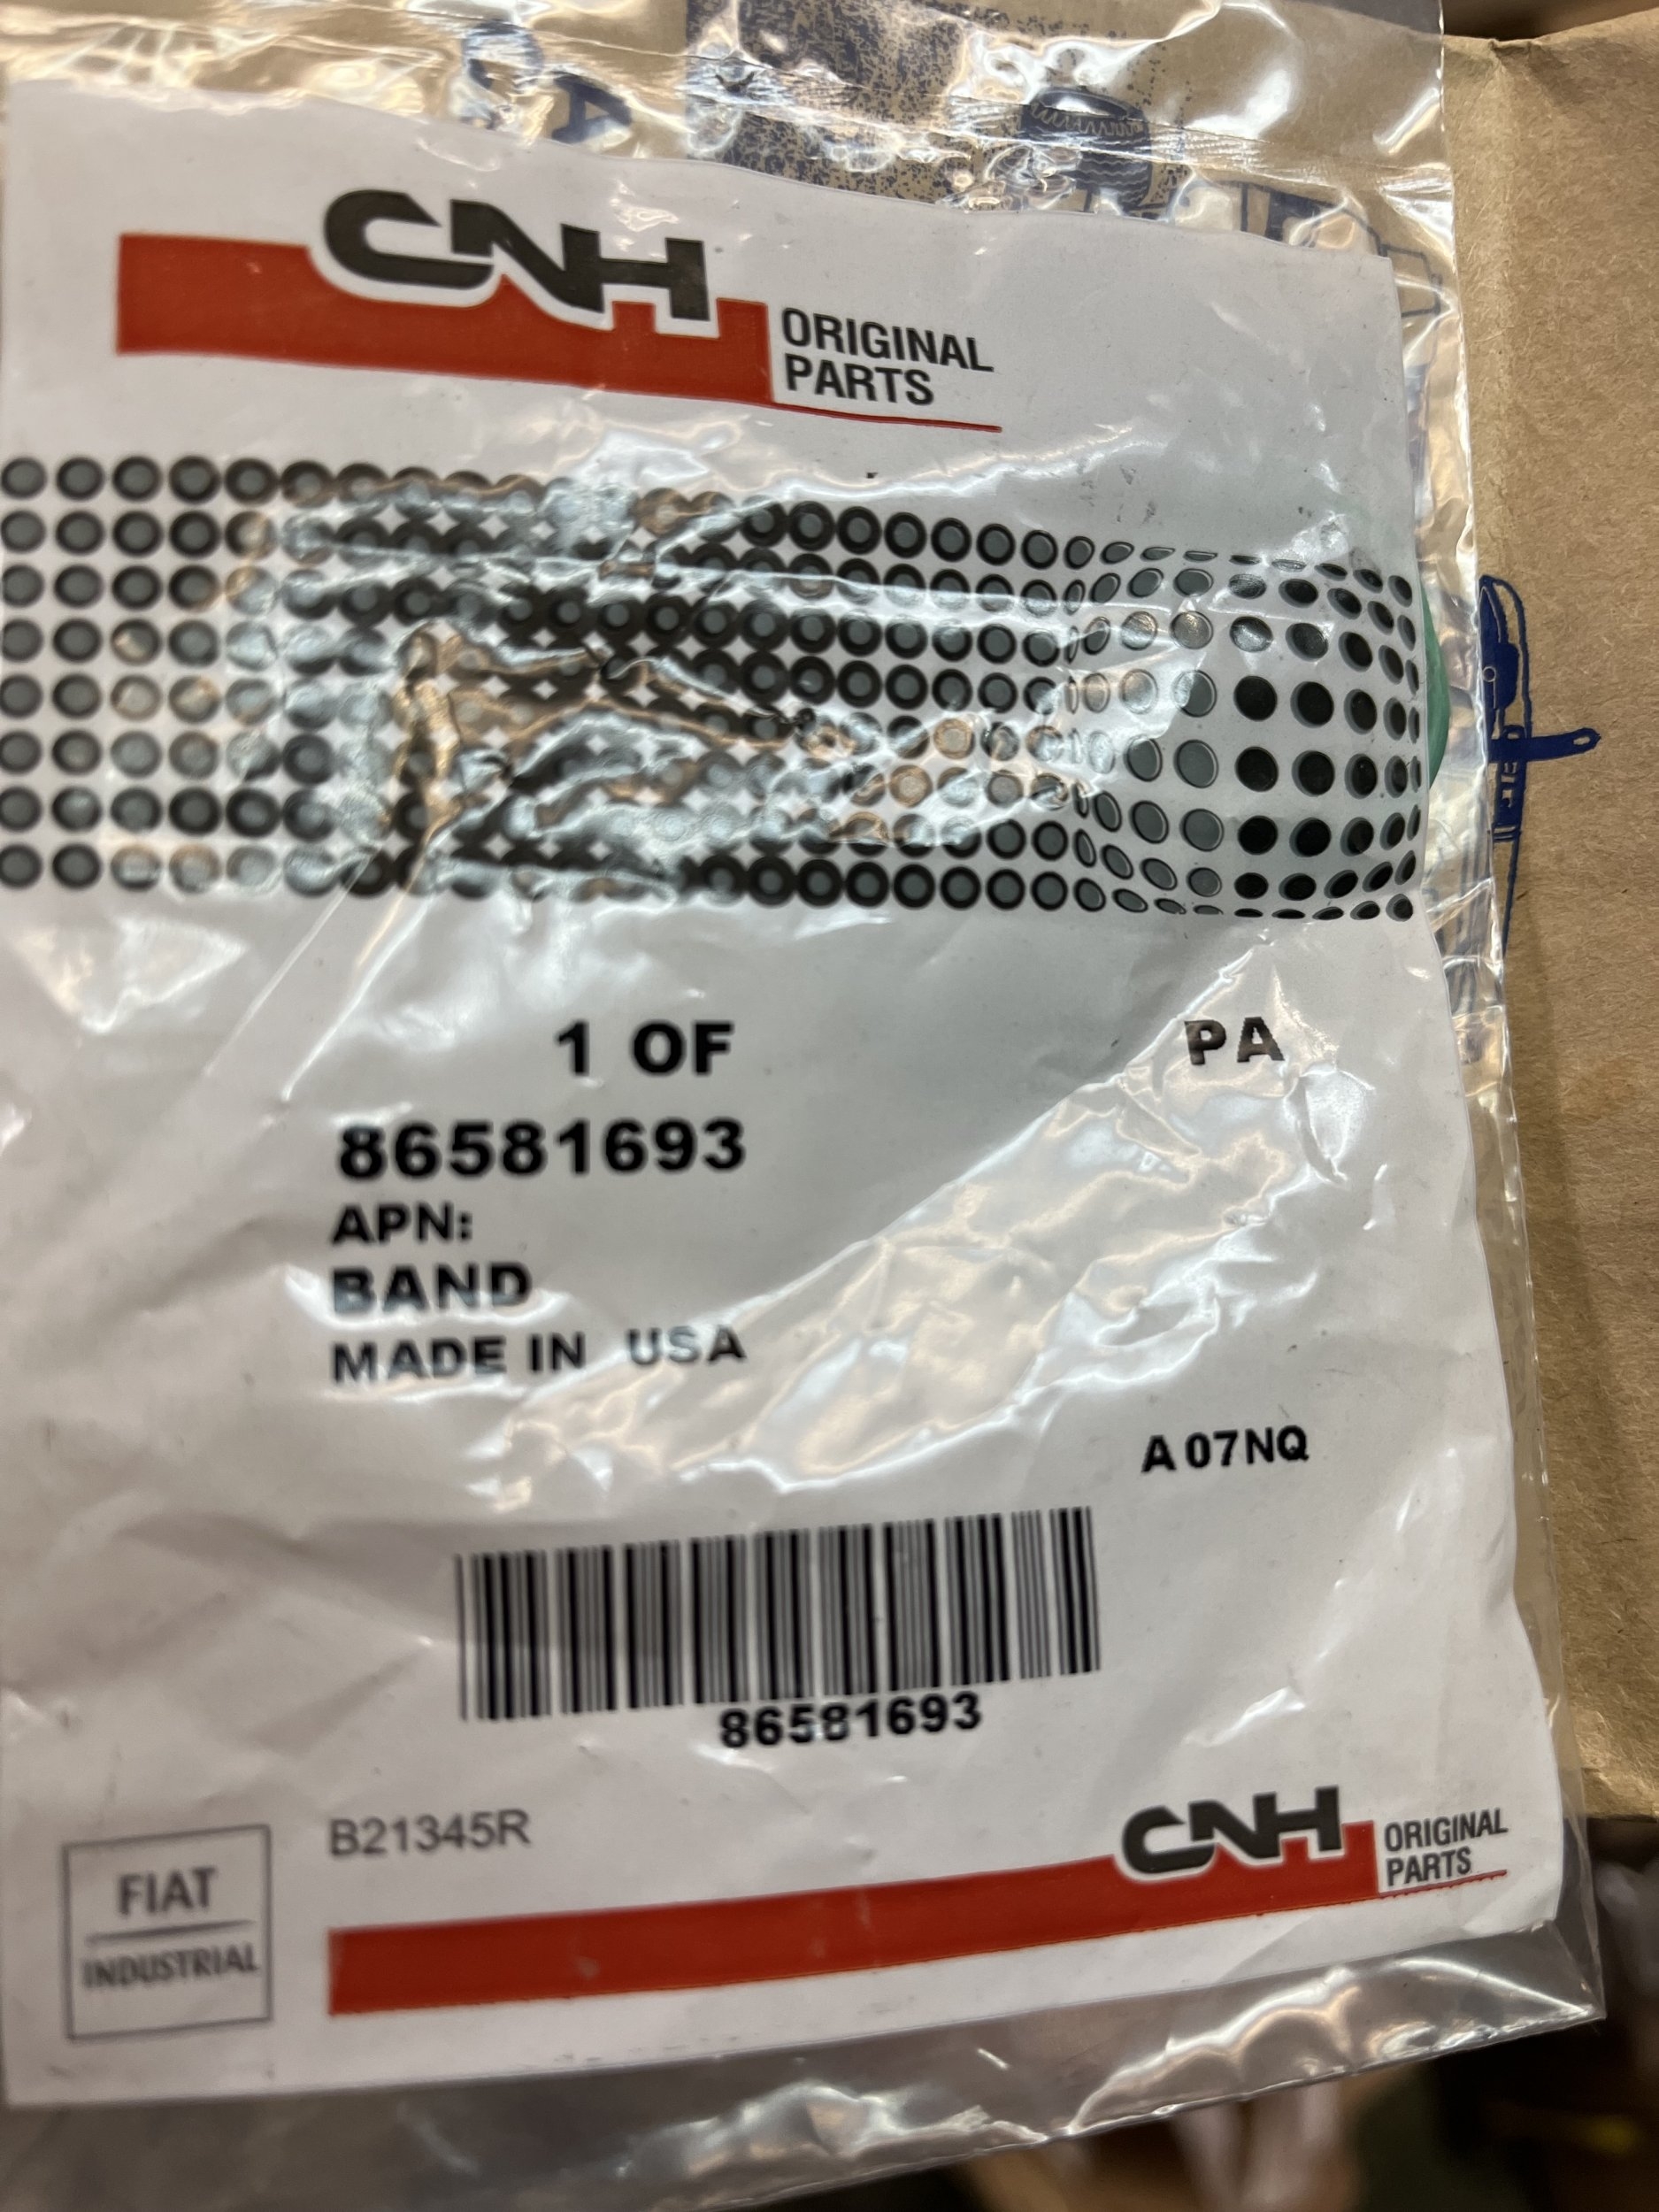 CNH
ORIGINAL
PARTS
1 OF
PA
86581693
APN:
BAND
MADE IN USA
A07NQ
86581693
B21345R
FIAT
INDUSTRIAL
CNH
ORIGINAL
PARTS